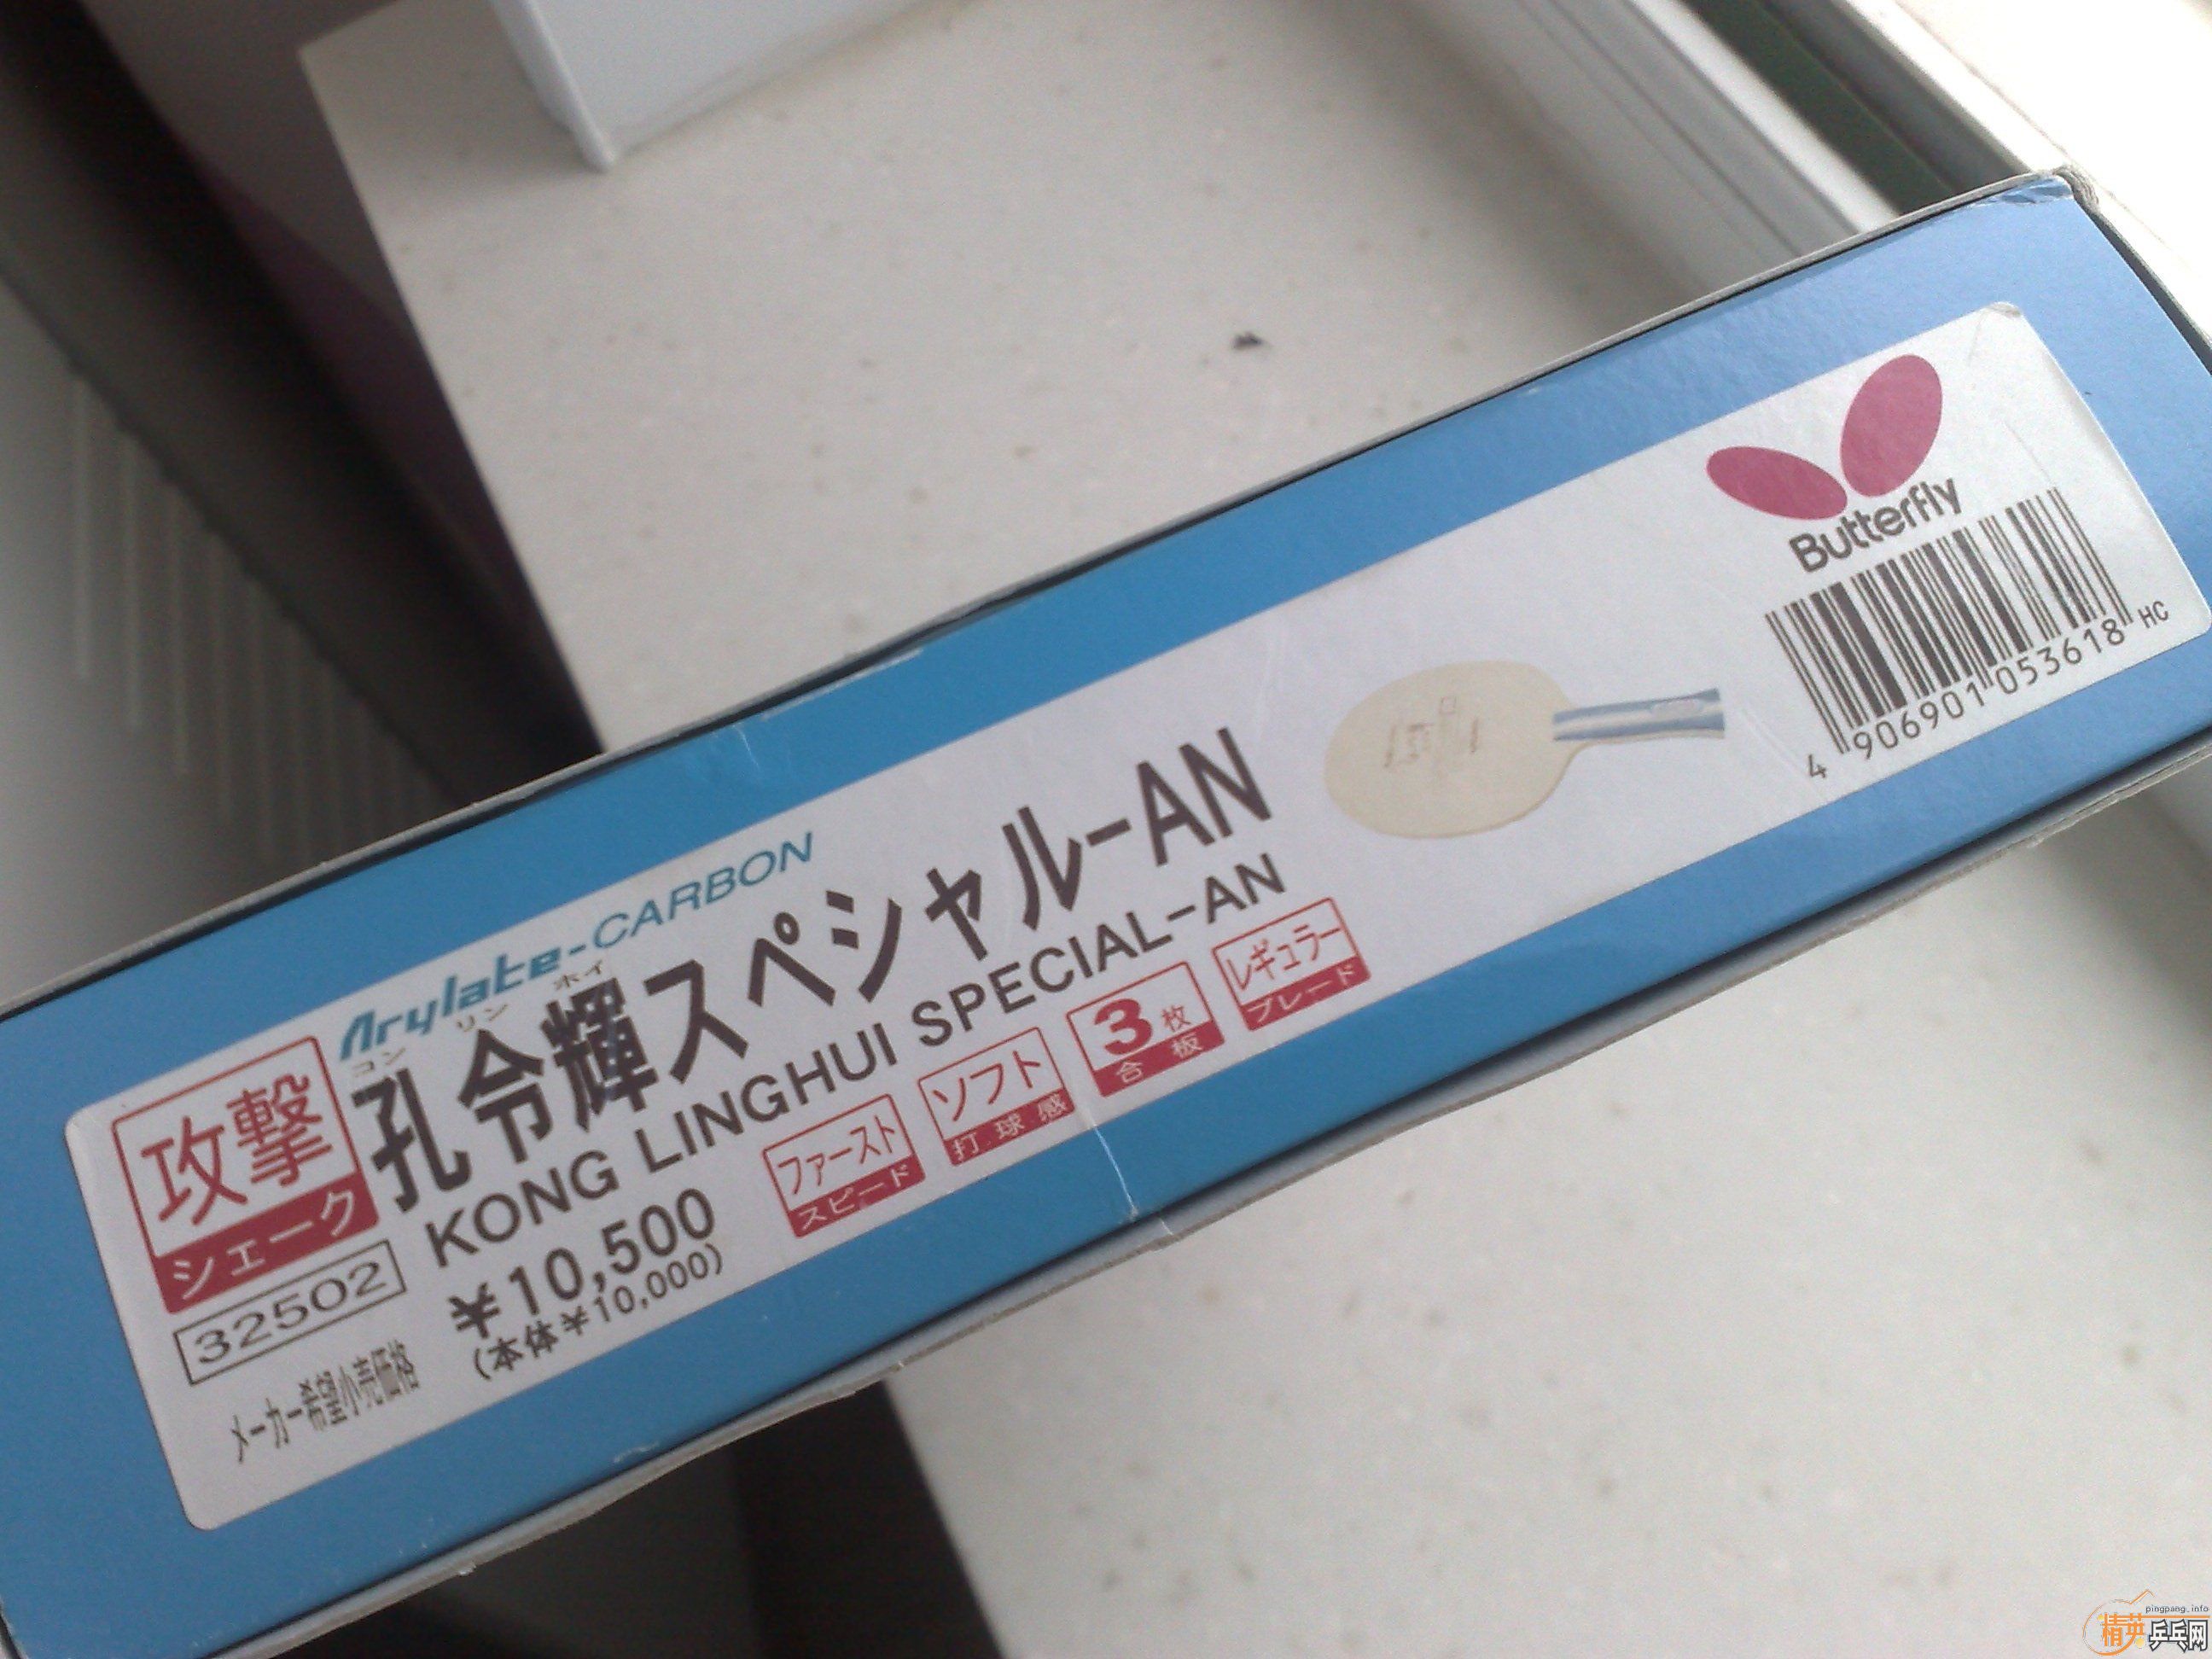 Butterfly
4 906901 053618 HC
攻撃
シェーク
32502
メーカー希望小売価格
Arylate-CARBON
コン リン ホイ
孔令輝スペシャル-AN
KONG LINGHUI SPECIAL-AN
¥10,500
(本体¥10,000)
ファースト
スピード
ソフト
打球感
3枚
合板
レギュラー
ブレード
pingpang.info
精英乒乓网